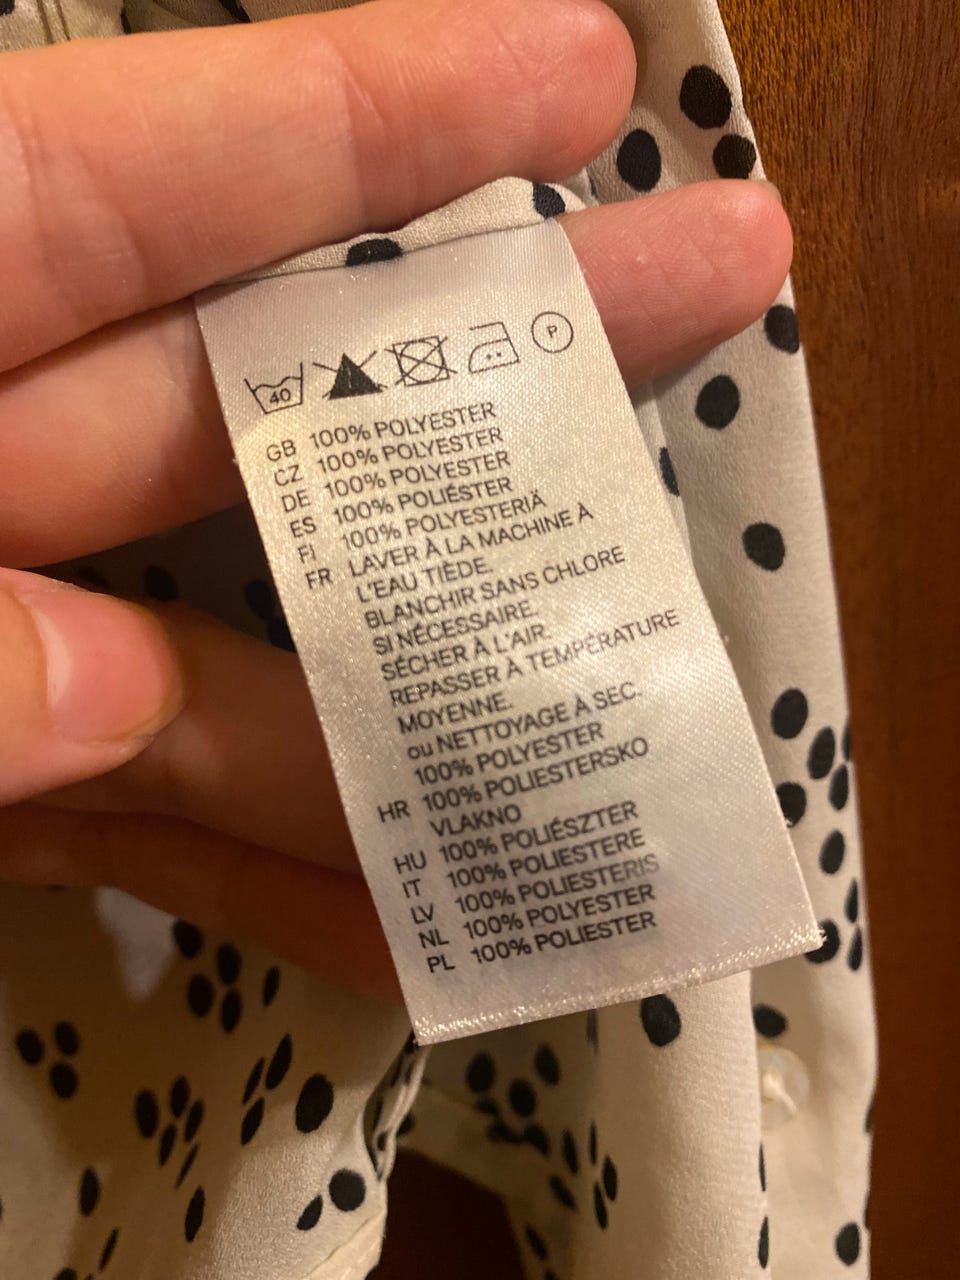 40 P
GB 100% POLYESTER
CZ 100% POLYESTER
DE 100% POLYESTER
ES 100% POLIÉSTER
FI 100% POLYESTERIÄ
FR LAVER À LA MACHINE À
L'EAU TIÈDE.
BLANCHIR SANS CHLORE
SI NÉCESSAIRE.
SÉCHER À L'AIR.
REPASSER À TEMPÉRATURE
MOYENNE.
ou NETTOYAGE À SEC.
100% POLYESTER
HR 100% POLIESTERSKO
VLAKNO
HU 100% POLIÉSZTER
IT 100% POLIESTERE
LV 100% POLIESTERIS
NL 100% POLYESTER
PL 100% POLIESTER